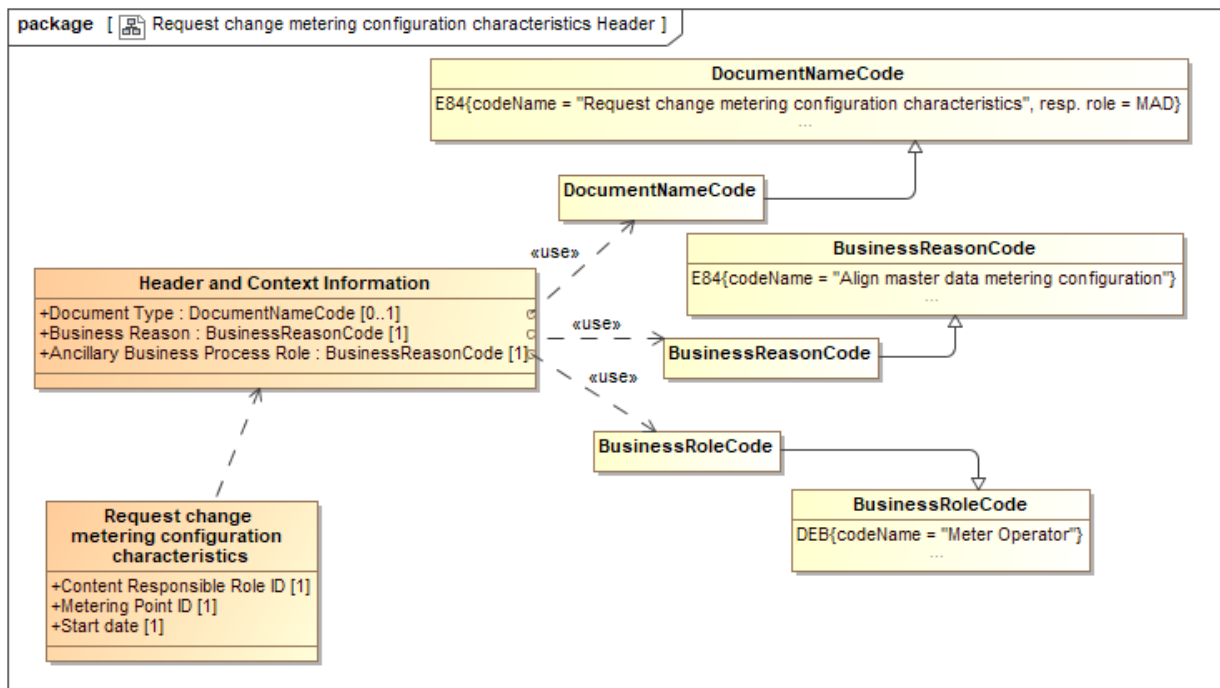 package [ Request change metering configuration characteristics Header ]
DocumentNameCode
E84{codeName = "Request change metering configuration characteristics", resp. role = MAD}
...
DocumentNameCode
«use»
BusinessReasonCode
E84{codeName = "Align master data metering configuration"}
...
Header and Context Information
+Document Type : DocumentNameCode [0..1]
+Business Reason : BusinessReasonCode [1]
+Ancillary Business Process Role : BusinessReasonCode [1]
«use»
BusinessReasonCode
«use»
BusinessRoleCode
BusinessRoleCode
DEB{codeName = "Meter Operator"}
...
Request change
metering configuration
characteristics
+Content Responsible Role ID [1]
+Metering Point ID [1]
+Start date [1]